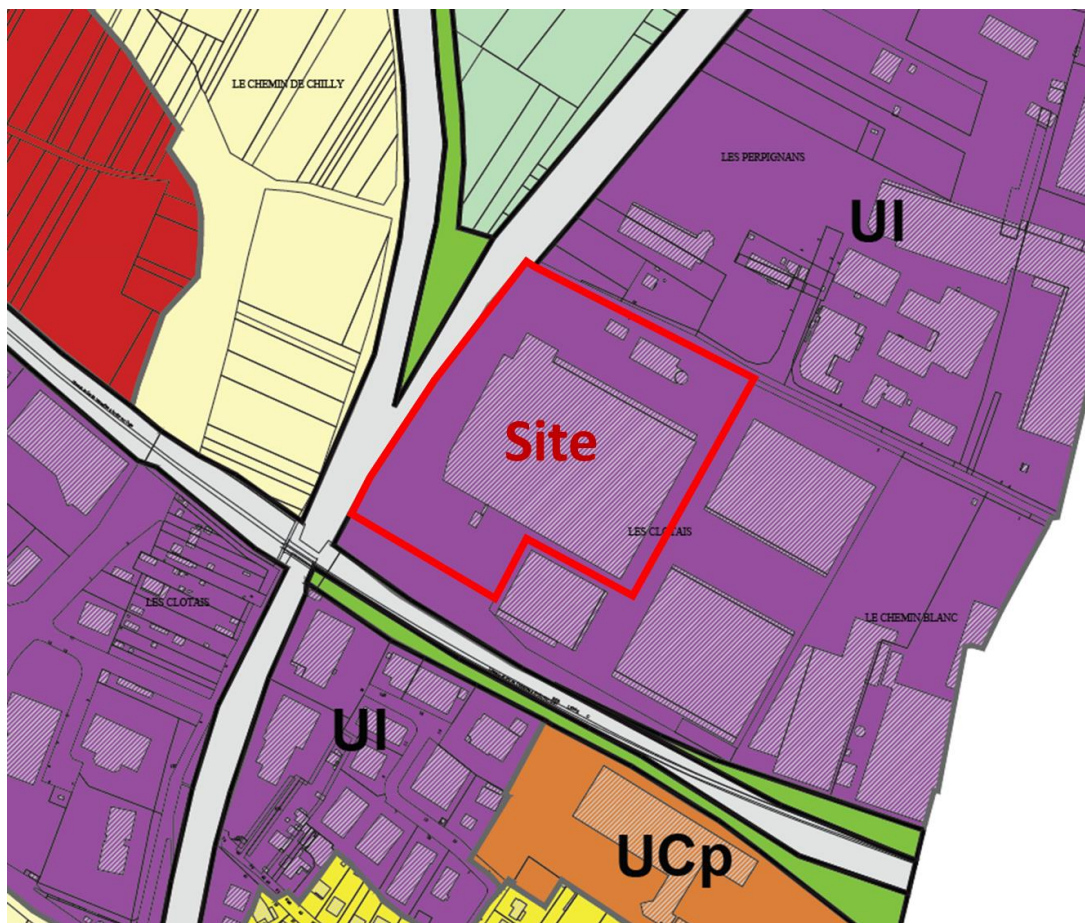 LE CHEMIN DE CHILLY
LES PERPIGNANS
UI
Site
LES CLOTAIS
LES CLOTAIS
LE CHEMIN BLANC
UI
UCp